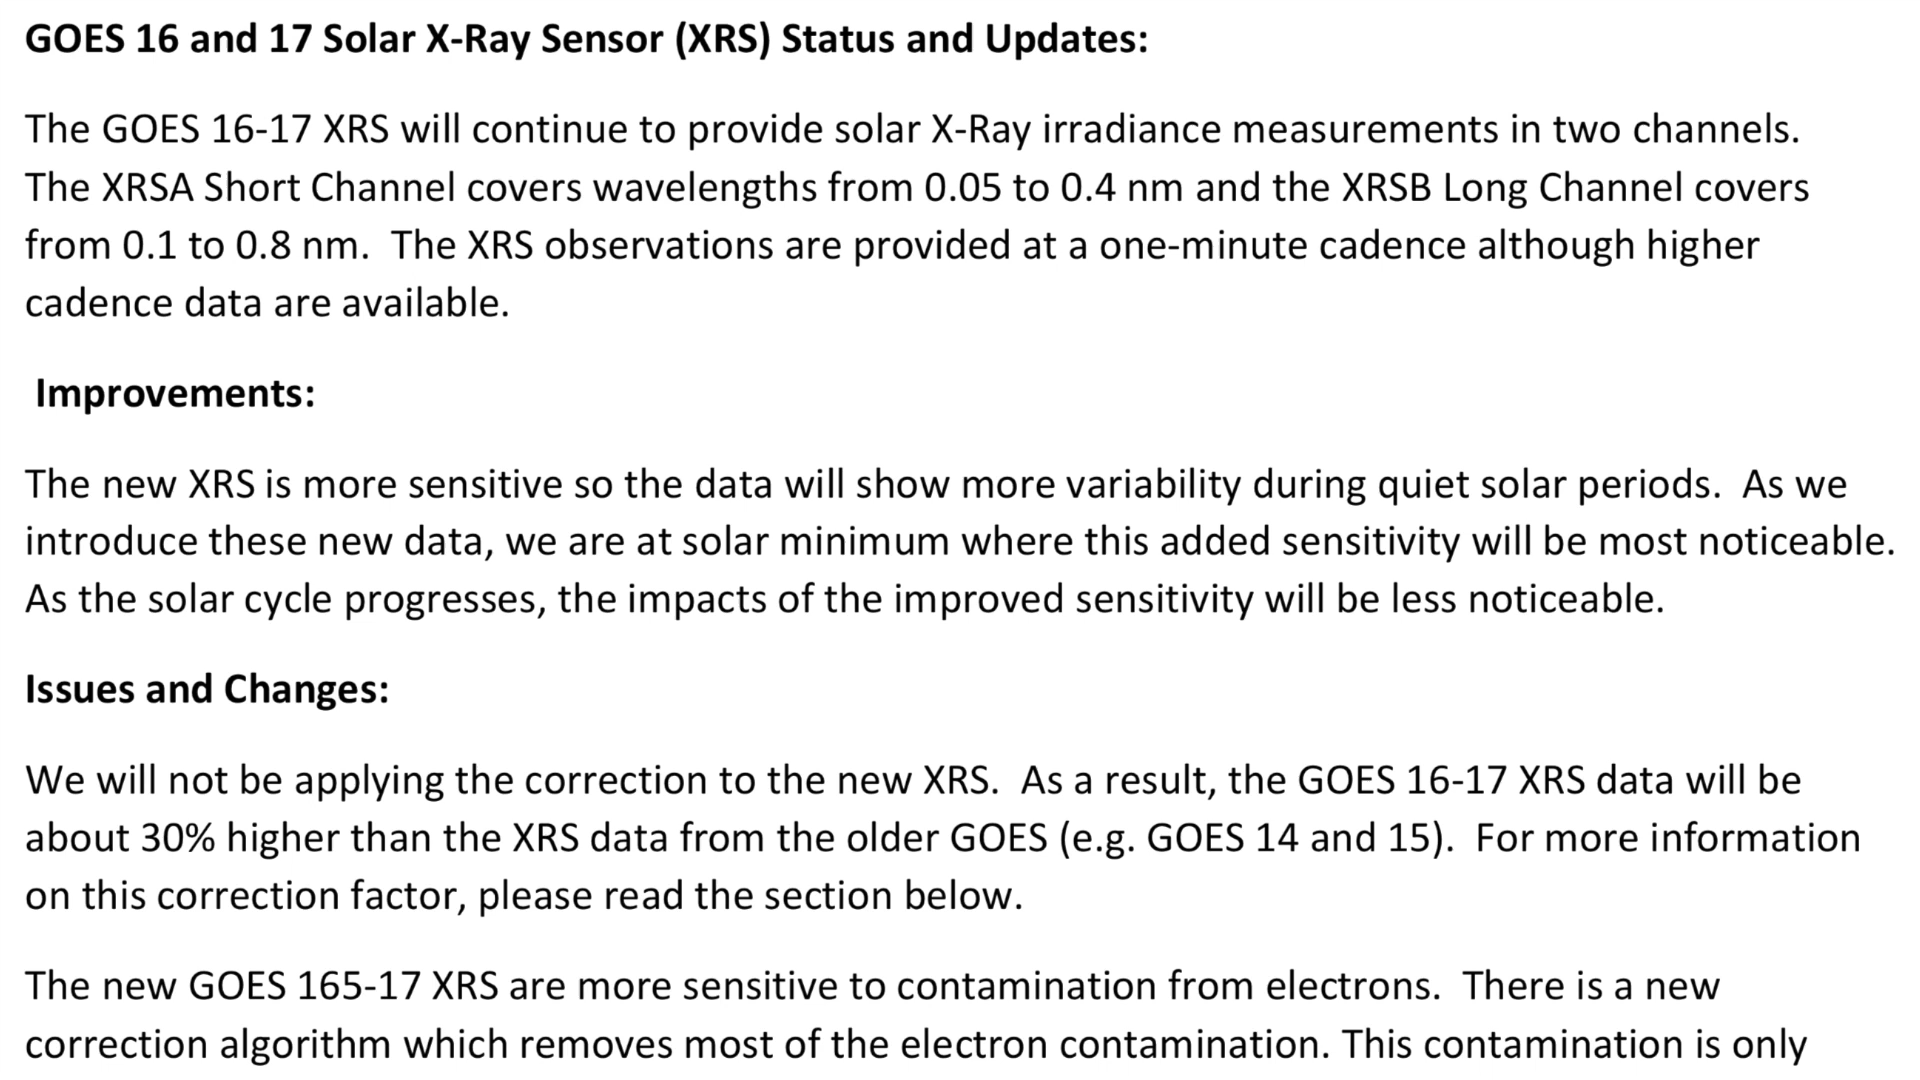 GOES 16 and 17 Solar X-Ray Sensor (XRS) Status and Updates:
The GOES 16-17 XRS will continue to provide solar X-Ray irradiance measurements in two channels.
The XRSA Short Channel covers wavelengths from 0.05 to 0.4 nm and the XRSB Long Channel covers
from 0.1 to 0.8 nm.  The XRS observations are provided at a one-minute cadence although higher
cadence data are available.
Improvements:
The new XRS is more sensitive so the data will show more variability during quiet solar periods.  As we
introduce these new data, we are at solar minimum where this added sensitivity will be most noticeable.
As the solar cycle progresses, the impacts of the improved sensitivity will be less noticeable.
Issues and Changes:
We will not be applying the correction to the new XRS.  As a result, the GOES 16-17 XRS data will be
about 30% higher than the XRS data from the older GOES (e.g. GOES 14 and 15).  For more information
on this correction factor, please read the section below.
The new GOES 165-17 XRS are more sensitive to contamination from electrons.  There is a new
correction algorithm which removes most of the electron contamination. This contamination is only